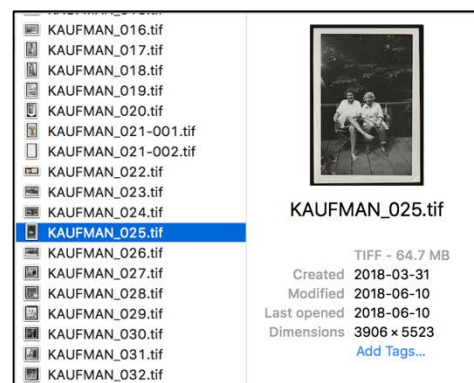 KAUFMAN_016.tif
KAUFMAN_017.tif
KAUFMAN_018.tif
KAUFMAN_019.tif
KAUFMAN_020.tif
KAUFMAN_021-001.tif
KAUFMAN_021-002.tif
KAUFMAN_022.tif
KAUFMAN_023.tif
KAUFMAN_024.tif
KAUFMAN_025.tif
KAUFMAN_026.tif
KAUFMAN_027.tif
KAUFMAN_028.tif
KAUFMAN_029.tif
KAUFMAN_030.tif
KAUFMAN_031.tif
KAUFMAN_032.tif
KAUFMAN_025.tif
TIFF - 64.7 MB
Created 2018-03-31
Modified 2018-06-10
Last opened 2018-06-10
Dimensions 3906 × 5523
Add Tags...